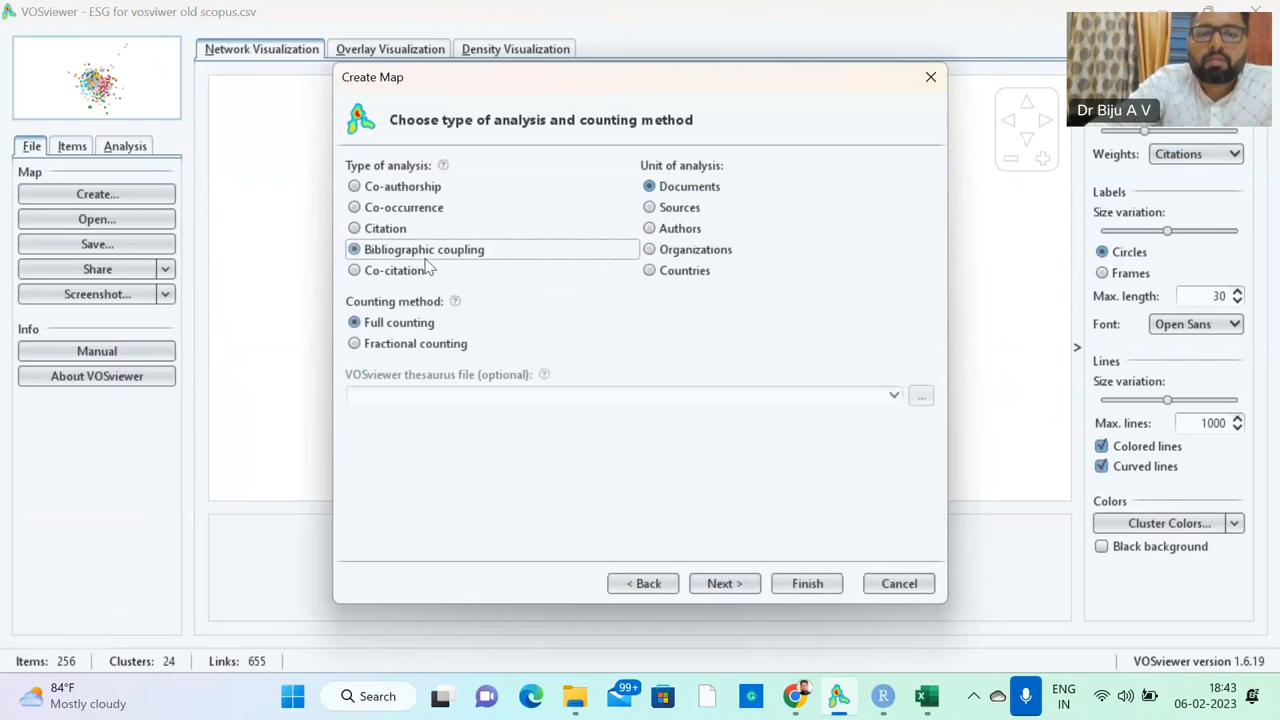 VOSviewer - ESG for vosviwer old scopus.csv
Network Visualization
Overlay Visualization
Density Visualization
Dr Biju A V
File
Items
Analysis
Map
Create...
Open...
Save...
Share
Screenshot...
Info
Manual
About VOSviewer
Create Map
Choose type of analysis and counting method
Type of analysis:
Co-authorship
Co-occurrence
Citation
Bibliographic coupling
Co-citation
Unit of analysis:
Documents
Sources
Authors
Organizations
Countries
Counting method:
Full counting
Fractional counting
VOSviewer thesaurus file (optional):
...
< Back
Next >
Finish
Cancel
Weights: Citations
Labels
Size variation:
Circles
Frames
Max. length: 30
Font: Open Sans
>
Lines
Size variation:
Max. lines: 1000
Colored lines
Curved lines
Colors
Cluster Colors...
Black background
Items: 256
Clusters: 24
Links: 655
VOSviewer version 1.6.19
84°F
Mostly cloudy
Search
99+
G
R
ENG
IN
18:43
06-02-2023